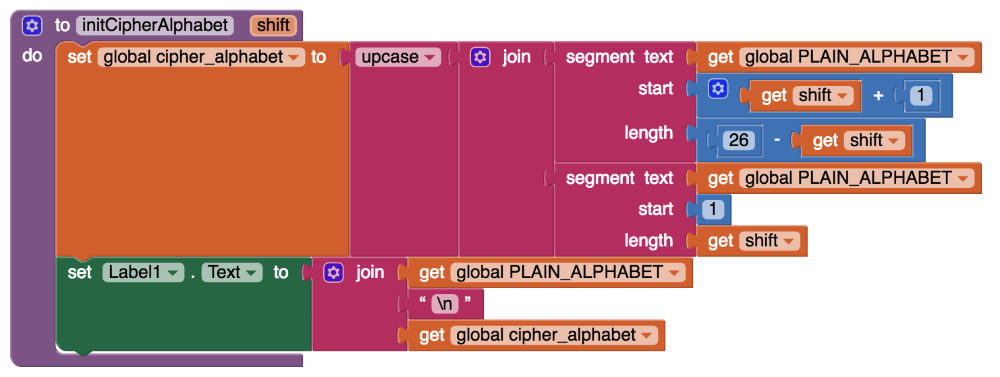 to initCipherAlphabet shift
do set global cipher_alphabet to upcase join segment text get global PLAIN_ALPHABET
start get shift + 1
length 26 - get shift
segment text get global PLAIN_ALPHABET
start 1
length get shift
set Label1 . Text to join get global PLAIN_ALPHABET
“ \n ”
get global cipher_alphabet